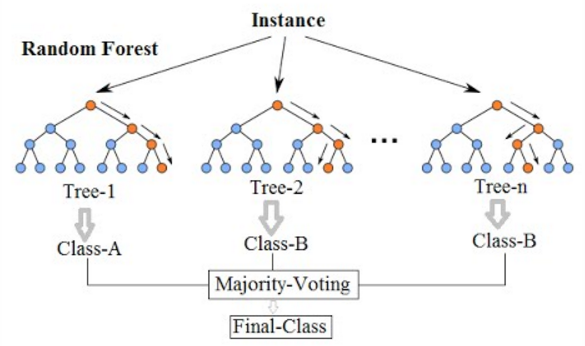 Instance
Random Forest
...
Tree-1
Tree-2
Tree-n
Class-A
Class-B
Class-B
Majority-Voting
Final-Class